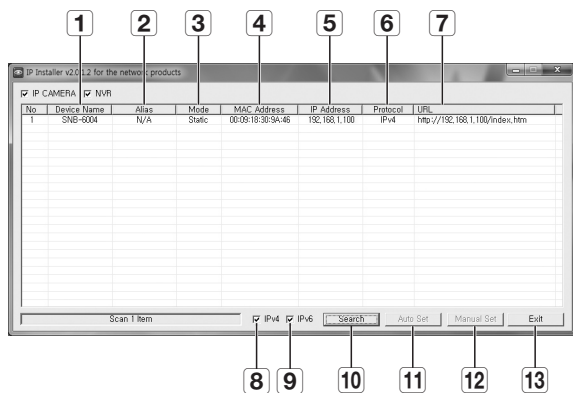 1 2 3 4 5 6 7
IP Installer v2.0.1.2 for the network products
IP CAMERA NVR
No Device Name Alias Mode MAC Address IP Address Protocol URL
1 SNB-6004 N/A Static 00:09:18:30:9A:46 192,168,1,100 IPv4 http://192,168,1,100/index,htm
Scan 1 Item IPv4 IPv6 Search Auto Set Manual Set Exit
8 9 10 11 12 13